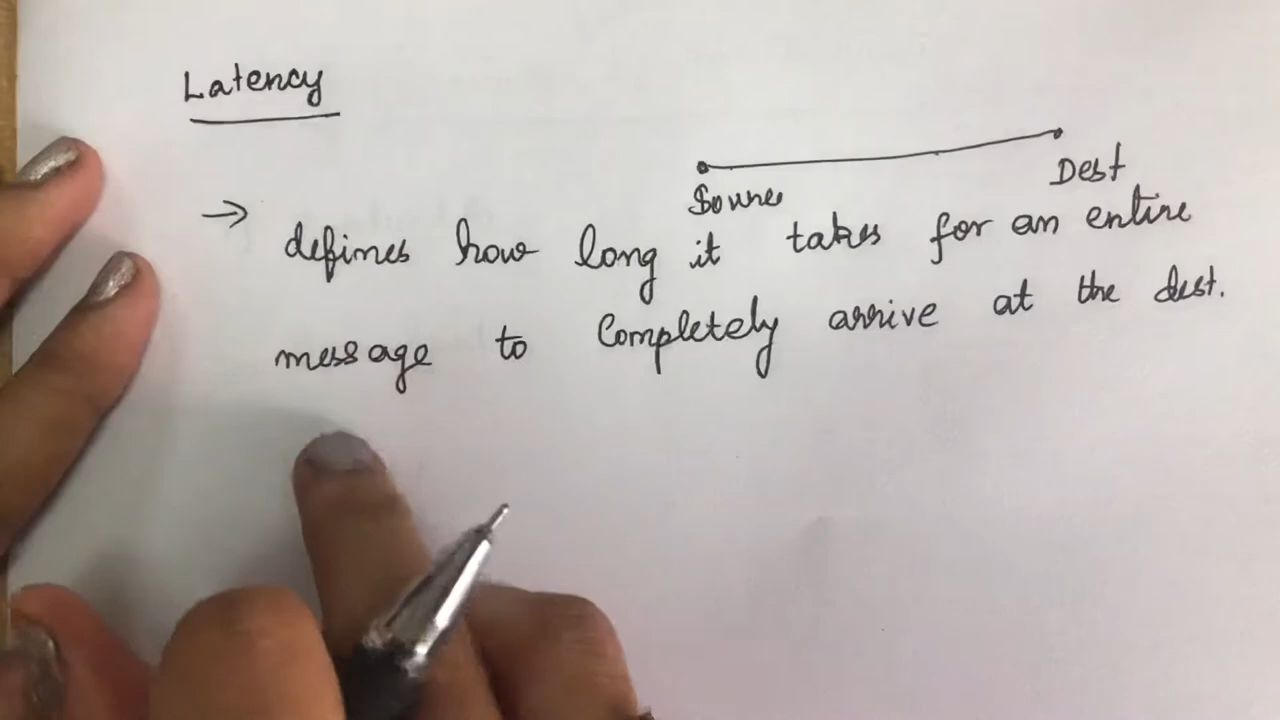 Latency
Source
Dest
→ defines how long it takes for an entire
message to Completely arrive at the dest.